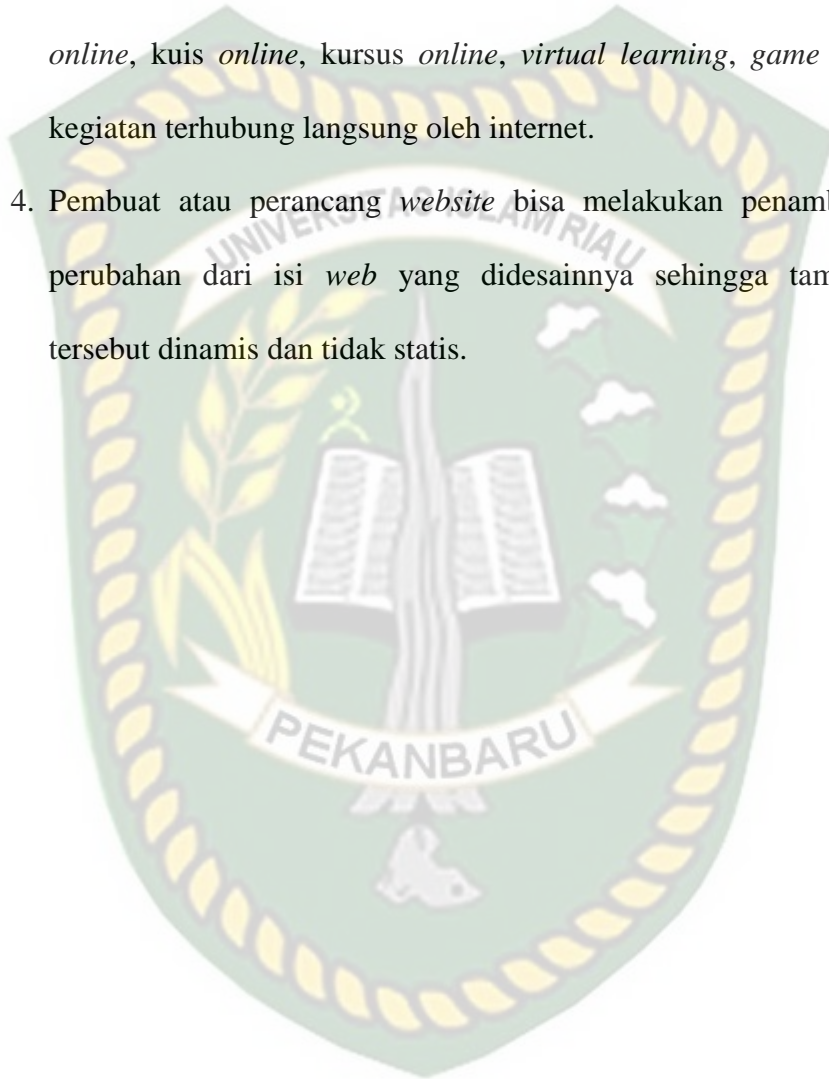 online, kuis online, kursus online, virtual learning, game
kegiatan terhubung langsung oleh internet.
4. Pembuat atau perancang website bisa melakukan penamb
perubahan dari isi web yang didesainnya sehingga tam
tersebut dinamis dan tidak statis.
UNIVERSITAS ISLAM RIAU
PEKANBARU